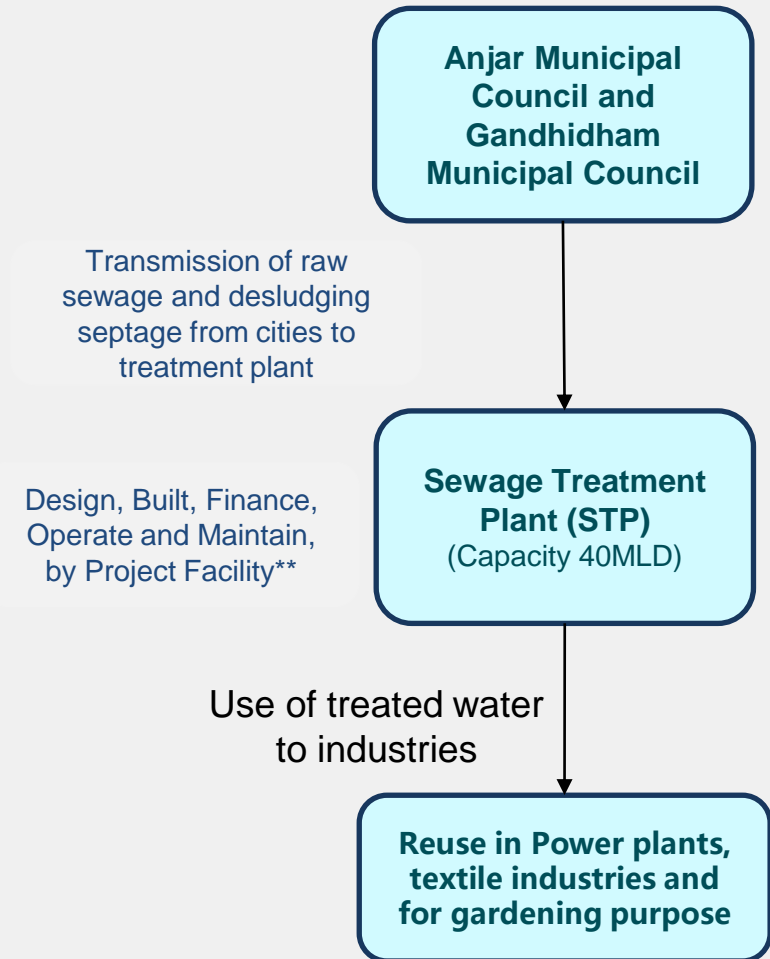 Anjar Municipal
Council and
Gandhidham
Municipal Council
Transmission of raw
sewage and desludging
septage from cities to
treatment plant
Design, Built, Finance,
Operate and Maintain,
by Project Facility**
Sewage Treatment
Plant (STP)
(Capacity 40MLD)
Use of treated water
to industries
Reuse in Power plants,
textile industries and
for gardening purpose